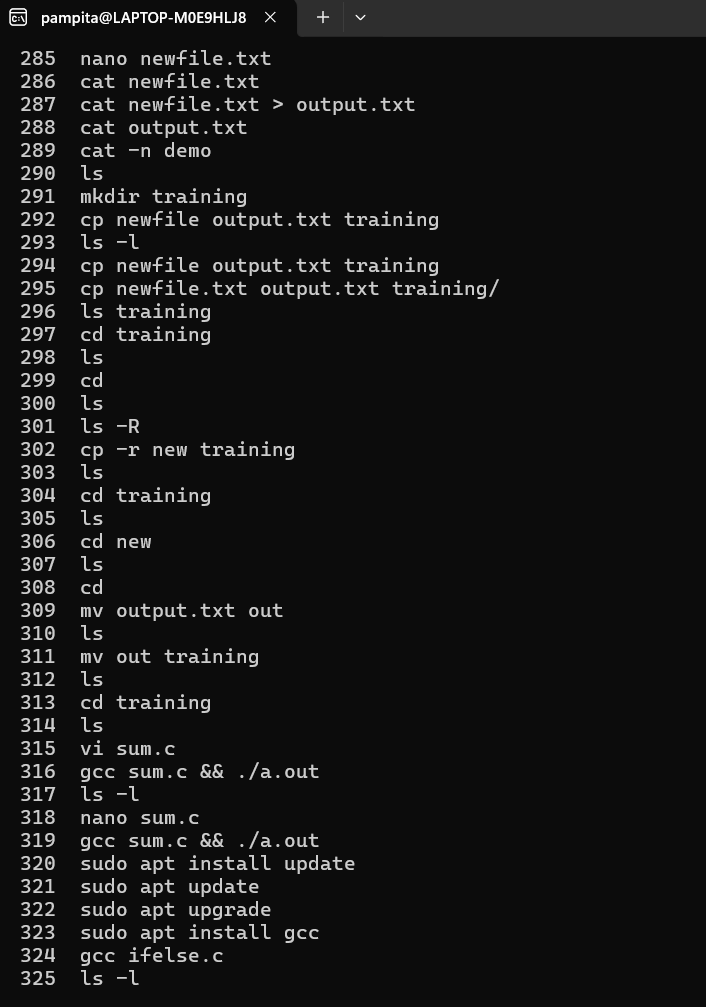 pampita@LAPTOP-M0E9HLJ8
285 nano newfile.txt
286 cat newfile.txt
287 cat newfile.txt > output.txt
288 cat output.txt
289 cat -n demo
290 ls
291 mkdir training
292 cp newfile output.txt training
293 ls -l
294 cp newfile output.txt training
295 cp newfile.txt output.txt training/
296 ls training
297 cd training
298 ls
299 cd
300 ls
301 ls -R
302 cp -r new training
303 ls
304 cd training
305 ls
306 cd new
307 ls
308 cd
309 mv output.txt out
310 ls
311 mv out training
312 ls
313 cd training
314 ls
315 vi sum.c
316 gcc sum.c && ./a.out
317 ls -l
318 nano sum.c
319 gcc sum.c && ./a.out
320 sudo apt install update
321 sudo apt update
322 sudo apt upgrade
323 sudo apt install gcc
324 gcc ifelse.c
325 ls -l